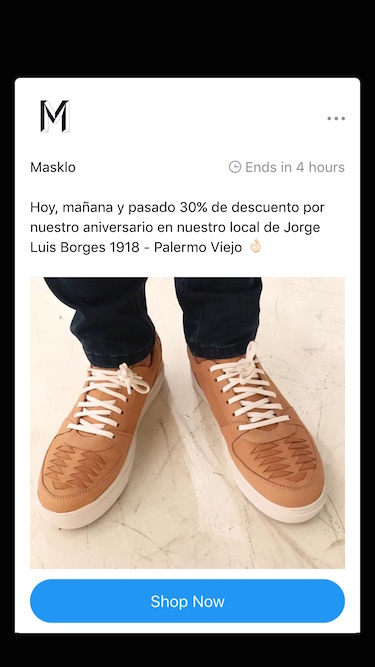 M
Masklo
Ends in 4 hours
Hoy, mañana y pasado 30% de descuento por
nuestro aniversario en nuestro local de Jorge
Luis Borges 1918 - Palermo Viejo 👌🏻
Shop Now